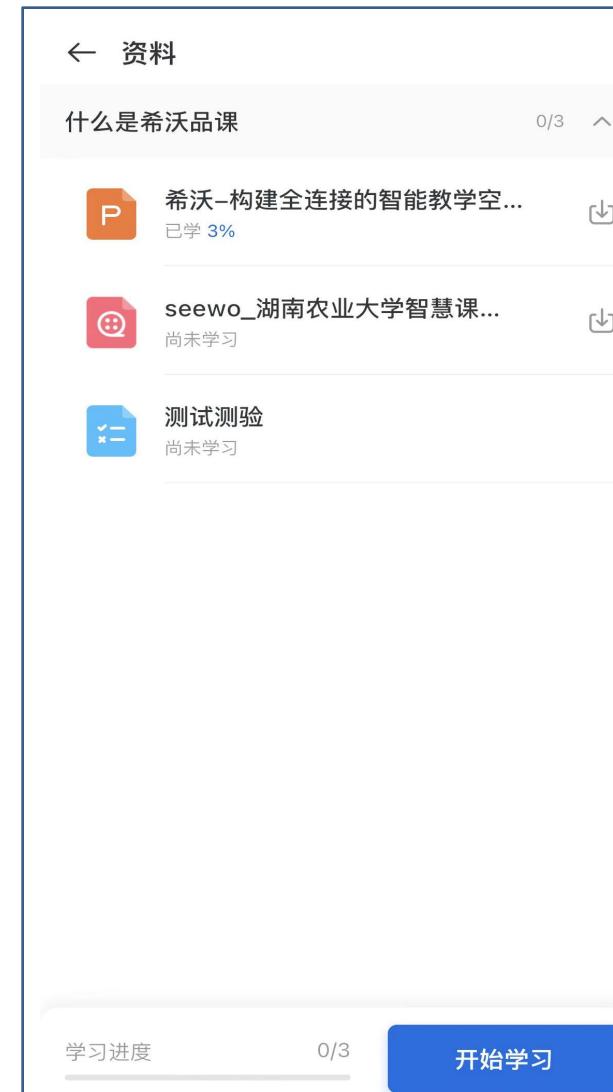 资料
什么是希沃品课 0/3
P
希沃–构建全连接的智能教学空...
已学 3%
seewo_湖南农业大学智慧课...
尚未学习
测试测验
尚未学习
学习进度 0/3
开始学习